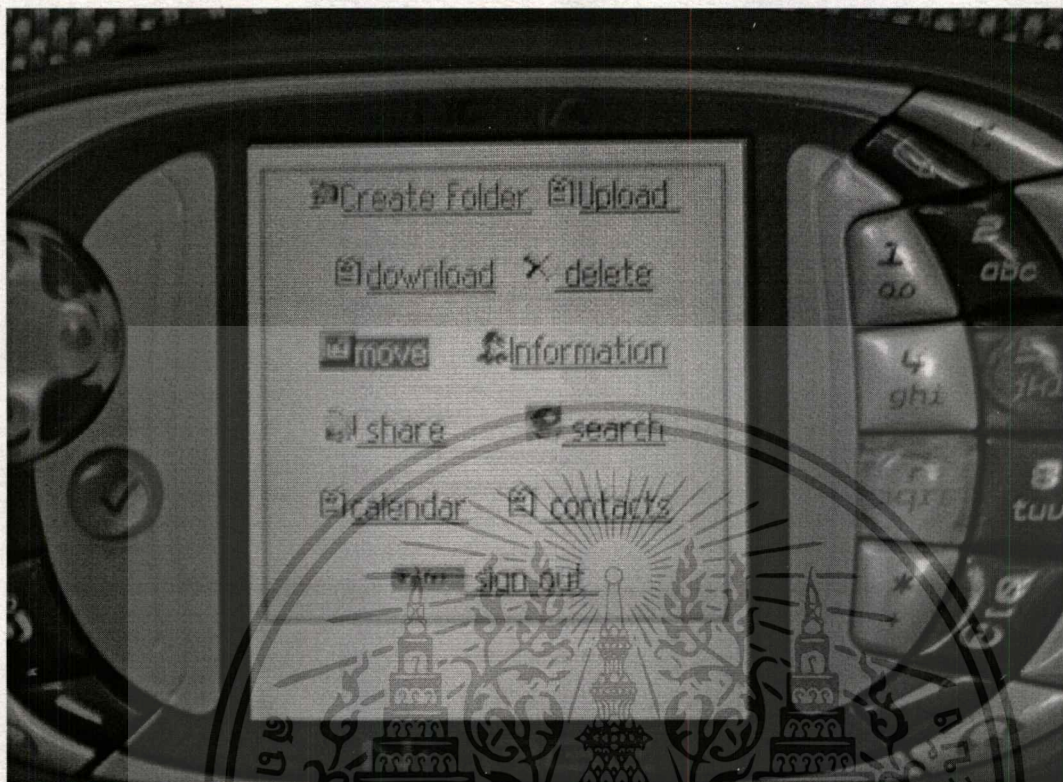 Create Folder Upload
download delete
move Information
share search
calendar contacts
sign out
1
2 abc
4 ghi
8 tuv
*